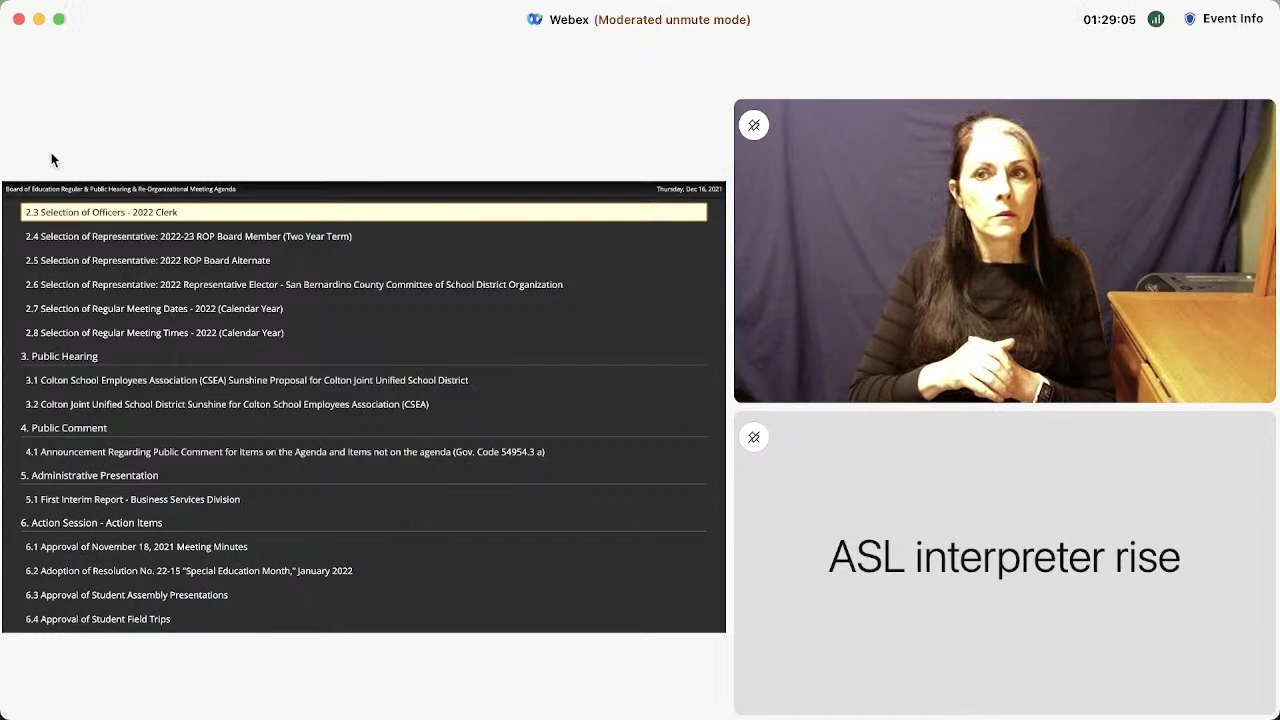 Webex (Moderated unmute mode)
01:29:05
Event Info
Board of Education Regular & Public Hearing & Re-Organizational Meeting Agenda
Thursday, Dec 16, 2021
2.3 Selection of Officers - 2022 Clerk
2.4 Selection of Representative: 2022-23 ROP Board Member (Two Year Term)
2.5 Selection of Representative: 2022 ROP Board Alternate
2.6 Selection of Representative: 2022 Representative Elector - San Bernardino County Committee of School District Organization
2.7 Selection of Regular Meeting Dates - 2022 (Calendar Year)
2.8 Selection of Regular Meeting Times - 2022 (Calendar Year)
3. Public Hearing
3.1 Colton School Employees Association (CSEA) Sunshine Proposal for Colton Joint Unified School District
3.2 Colton Joint Unified School District Sunshine for Colton School Employees Association (CSEA)
4. Public Comment
4.1 Announcement Regarding Public Comment for Items on the Agenda and Items not on the agenda (Gov. Code 54954.3 a)
5. Administrative Presentation
5.1 First Interim Report - Business Services Division
6. Action Session - Action Items
6.1 Approval of November 18, 2021 Meeting Minutes
6.2 Adoption of Resolution No. 22-15 "Special Education Month," January 2022
6.3 Approval of Student Assembly Presentations
6.4 Approval of Student Field Trips
ASL interpreter rise